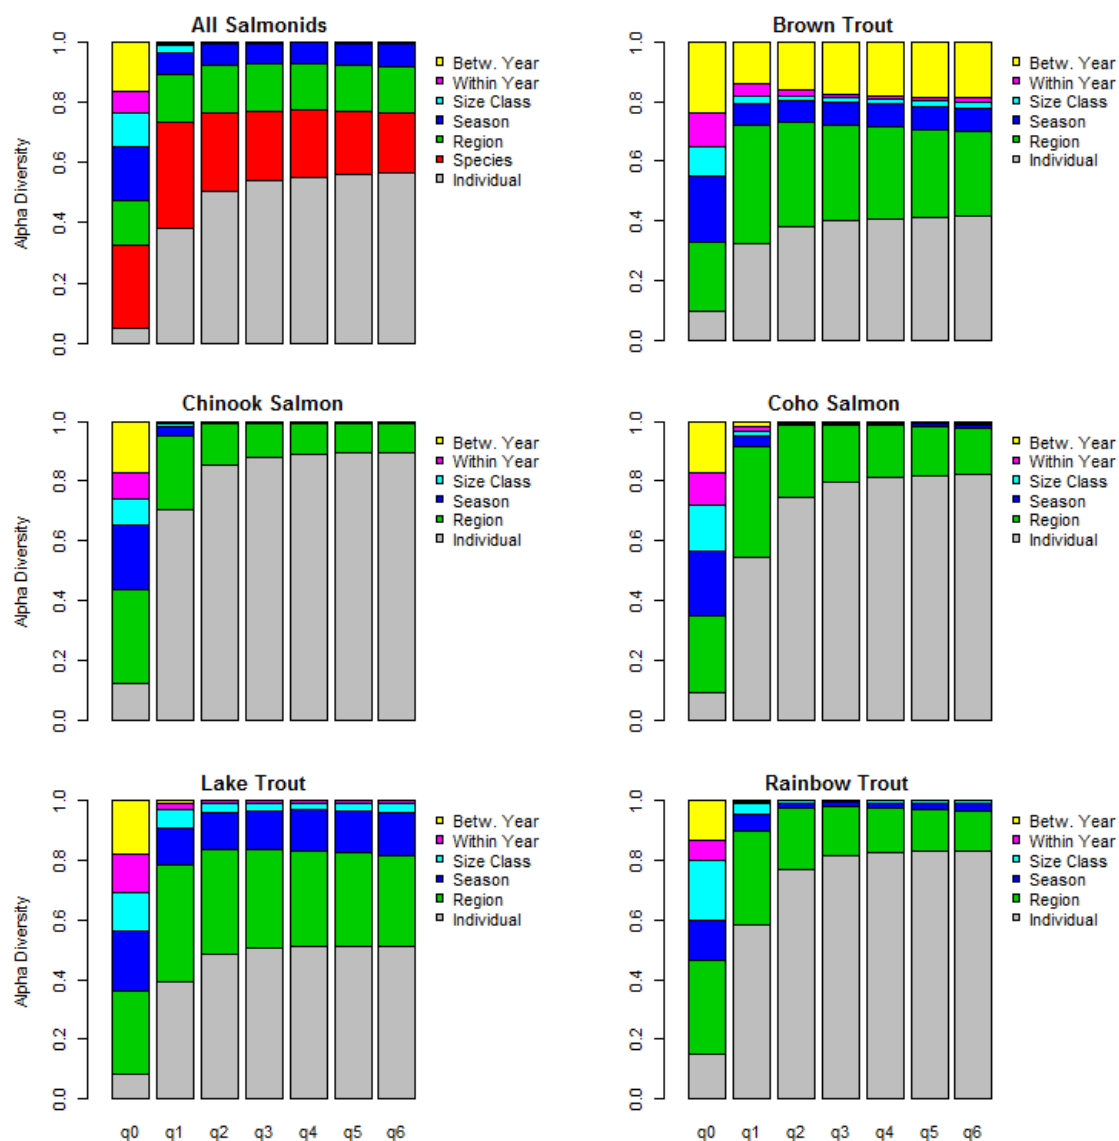 All Salmonids
Alpha Diversity
0.0 0.2 0.4 0.6 0.8 1.0
Betw. Year
Within Year
Size Class
Season
Region
Species
Individual
Brown Trout
0.0 0.2 0.4 0.6 0.8 1.0
Betw. Year
Within Year
Size Class
Season
Region
Individual
Chinook Salmon
Alpha Diversity
0.0 0.2 0.4 0.6 0.8 1.0
Betw. Year
Within Year
Size Class
Season
Region
Individual
Coho Salmon
0.0 0.2 0.4 0.6 0.8 1.0
Betw. Year
Within Year
Size Class
Season
Region
Individual
Lake Trout
Alpha Diversity
0.0 0.2 0.4 0.6 0.8 1.0
Betw. Year
Within Year
Size Class
Season
Region
Individual
q0 q1 q2 q3 q4 q5 q6
Rainbow Trout
0.0 0.2 0.4 0.6 0.8 1.0
Betw. Year
Within Year
Size Class
Season
Region
Individual
q0 q1 q2 q3 q4 q5 q6